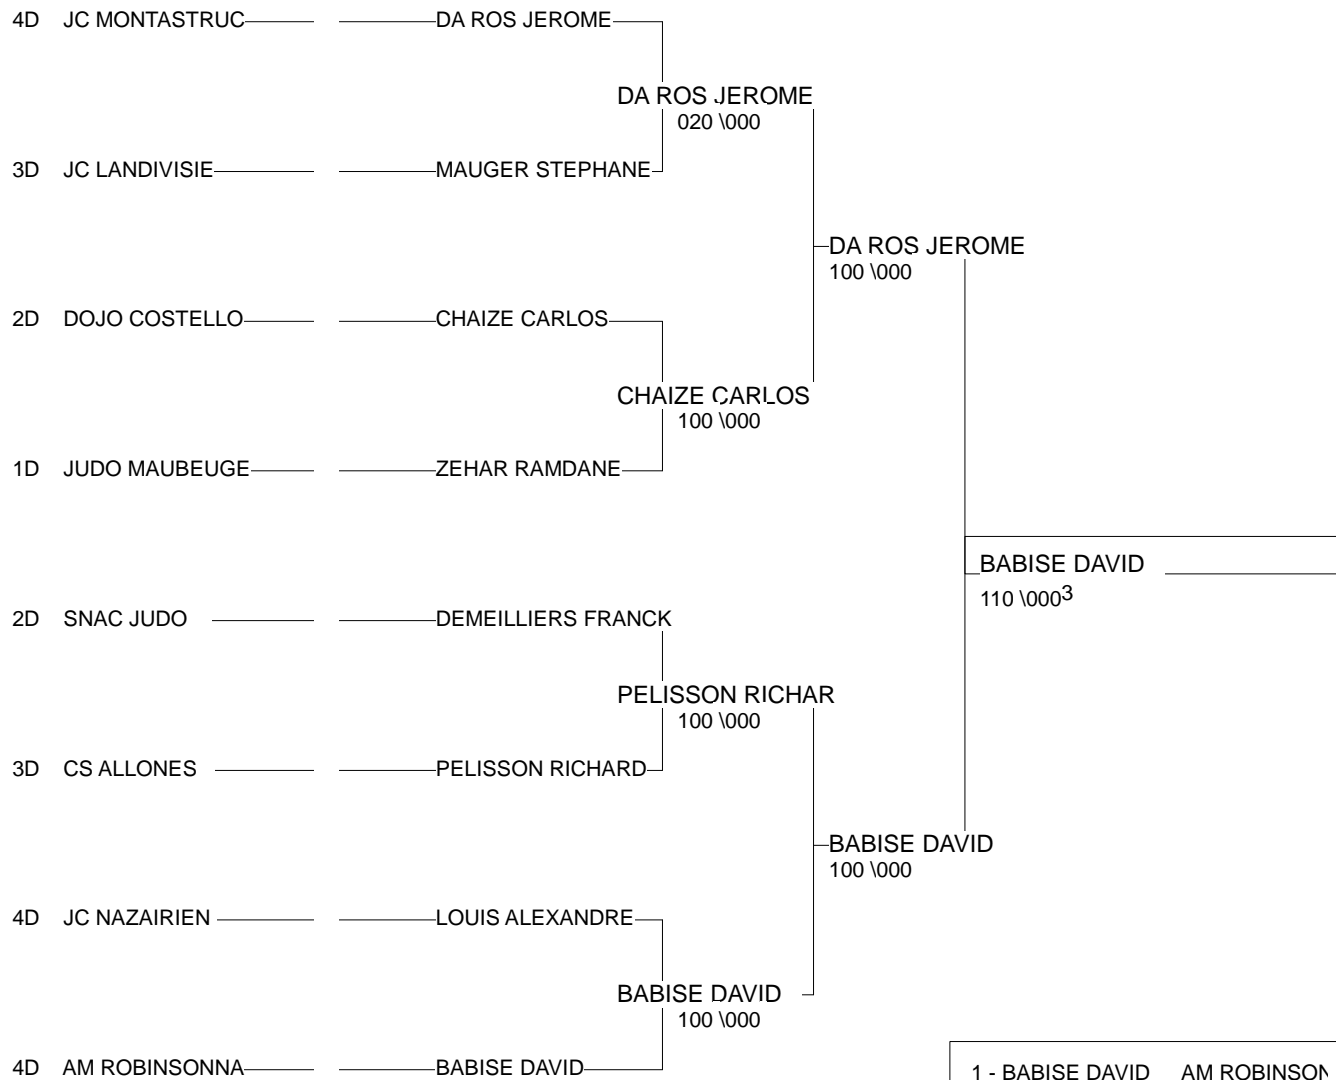 4D JC MONTASTRUC DA ROS JEROME
DA ROS JEROME
020 \000
3D JC LANDIVISIE MAUGER STEPHANE
DA ROS JEROME
100 \000
2D DOJO COSTELLO CHAIZE CARLOS
CHAIZE CARLOS
100 \000
1D JUDO MAUBEUGE ZEHAR RAMDANE
BABISE DAVID
110 \0003
2D SNAC JUDO DEMEILLIERS FRANCK
PELISSON RICHAR
100 \000
3D CS ALLONES PELISSON RICHARD
BABISE DAVID
100 \000
4D JC NAZAIRIEN LOUIS ALEXANDRE
BABISE DAVID
100 \000
4D AM ROBINSONNA BABISE DAVID
1 - BABISE DAVID AM ROBINSON